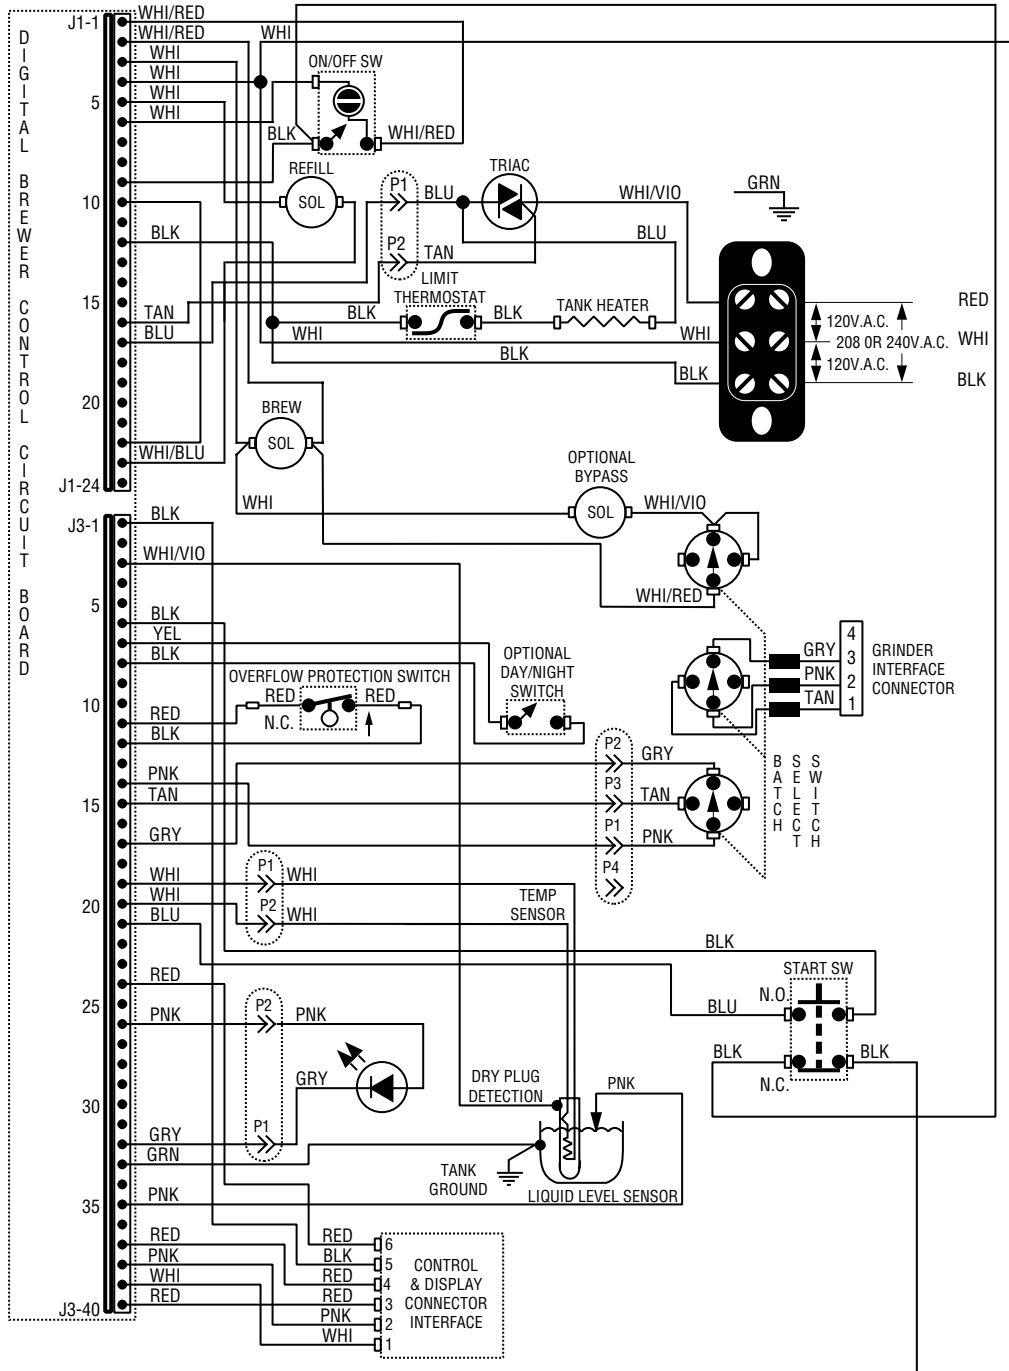 DIGITAL BREWER CONTROL CIRCUIT BOARD
J1-1
WHI/RED
WHI/RED
WHI
WHI
WHI
WHI
5
WHI
ON/OFF SW
BLK
WHI/RED
REFILL
SOL
10
BLK
P1
BLU
P2
TAN
TRIAC
WHI/VIO
BLU
GRN
LIMIT
THERMOSTAT
BLK
BLK
TANK HEATER
15
TAN
BLU
WHI
WHI
BLK
BLK
RED
120V.A.C.
208 OR 240V.A.C.
WHI
120V.A.C.
BLK
20
BREW
SOL
WHI/BLU
J1-24
WHI
OPTIONAL
BYPASS
SOL
WHI/VIO
WHI/RED
J3-1
BLK
WHI/VIO
5
BLK
YEL
BLK
OVERFLOW PROTECTION SWITCH
RED
RED
N.C.
OPTIONAL
DAY/NIGHT
SWITCH
GRY
PNK
TAN
4
3
2
1
GRINDER
INTERFACE
CONNECTOR
10
RED
BLK
PNK
15
TAN
GRY
P2
GRY
P3
TAN
P1
PNK
P4
BATCH
SELECT
SWITCH
WHI
P1
WHI
WHI
20
P2
WHI
BLU
TEMP
SENSOR
BLK
START SW
N.O.
BLU
BLK
BLK
N.C.
RED
25
PNK
P2
PNK
GRY
P1
30
GRY
GRN
DRY PLUG
DETECTION
PNK
TANK
GROUND
LIQUID LEVEL SENSOR
35
PNK
RED
PNK
WHI
RED
J3-40
RED
6
BLK
5
RED
4
RED
3
PNK
2
WHI
1
CONTROL
& DISPLAY
CONNECTOR
INTERFACE